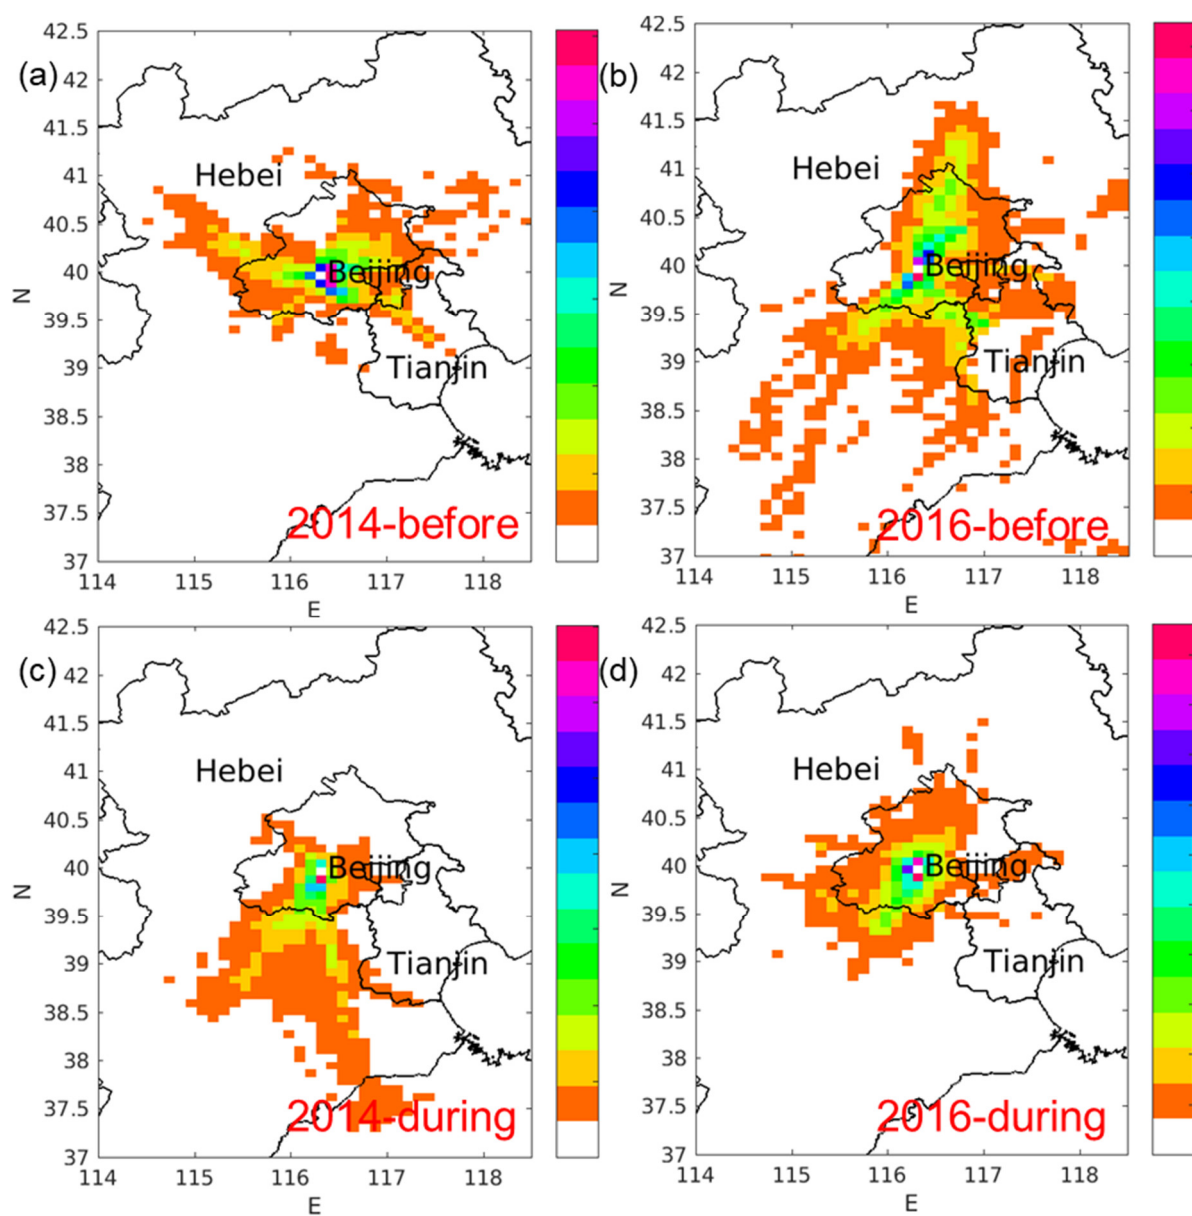 (a)
42.5
42
41.5
41
40.5
40
39.5
39
38.5
38
37.5
37
N
Hebei
Beijing
Tianjin
2014-before
114 115 116 117 118
E
(b)
42.5
42
41.5
41
40.5
40
39.5
39
38.5
38
37.5
37
N
Hebei
Beijing
Tianjin
2016-before
114 115 116 117 118
E
(c)
42.5
42
41.5
41
40.5
40
39.5
39
38.5
38
37.5
37
N
Hebei
Beijing
Tianjin
2014-during
114 115 116 117 118
E
(d)
42.5
42
41.5
41
40.5
40
39.5
39
38.5
38
37.5
37
N
Hebei
Beijing
Tianjin
2016-during
114 115 116 117 118
E